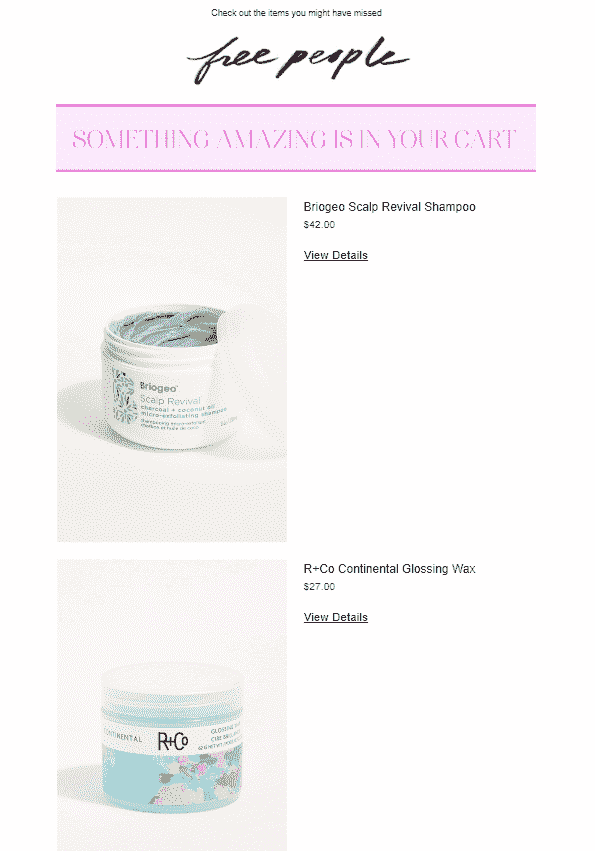 Check out the items you might have missed
free people
SOMETHING AMAZING IS IN YOUR CART
Briogeo Scalp Revival Shampoo
$42.00
View Details
Briogeo
Scalp Revival
charcoal + coconut oil
micro-exfoliating shampoo
R+Co Continental Glossing Wax
$27.00
View Details
CONTINENTAL
R+Co
GLOSSING